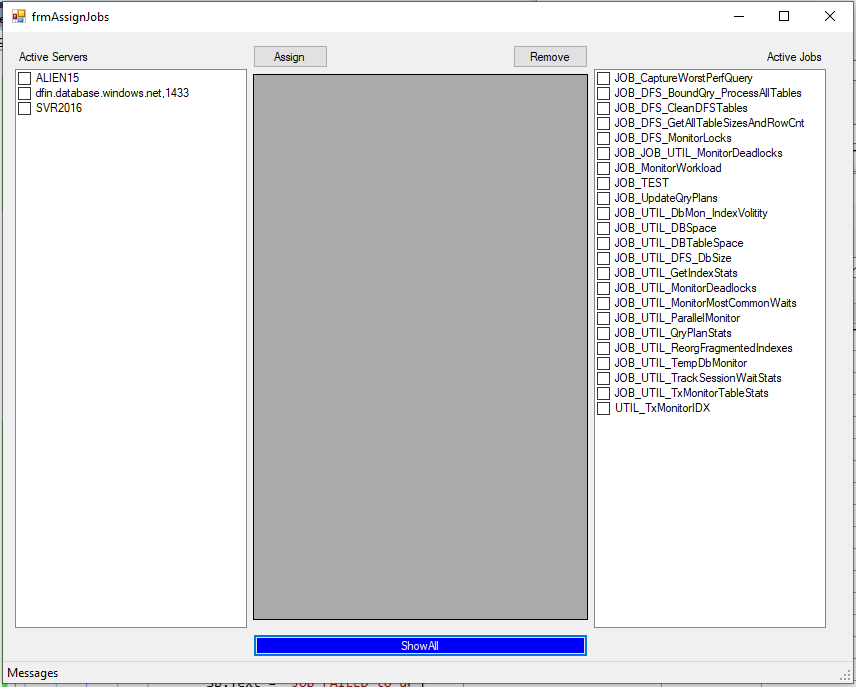 frmAssignJobs
Active Servers
Assign
Remove
Active Jobs
ALIEN15
dfin.database.windows.net,1433
SVR2016
JOB_CaptureWorstPerfQuery
JOB_DFS_BoundQry_ProcessAllTables
JOB_DFS_CleanDFSTables
JOB_DFS_GetAllTableSizesAndRowCnt
JOB_DFS_MonitorLocks
JOB_JOB_UTIL_MonitorDeadlocks
JOB_MonitorWorkload
JOB_TEST
JOB_UpdateQryPlans
JOB_UTIL_DbMon_IndexVolitity
JOB_UTIL_DBSpace
JOB_UTIL_DBTableSpace
JOB_UTIL_DFS_DbSize
JOB_UTIL_GetIndexStats
JOB_UTIL_MonitorDeadlocks
JOB_UTIL_MonitorMostCommonWaits
JOB_UTIL_ParallelMonitor
JOB_UTIL_QryPlanStats
JOB_UTIL_ReorgFragmentedIndexes
JOB_UTIL_TempDbMonitor
JOB_UTIL_TrackSessionWaitStats
JOB_UTIL_TxMonitorTableStats
UTIL_TxMonitorIDX
ShowAll
Messages